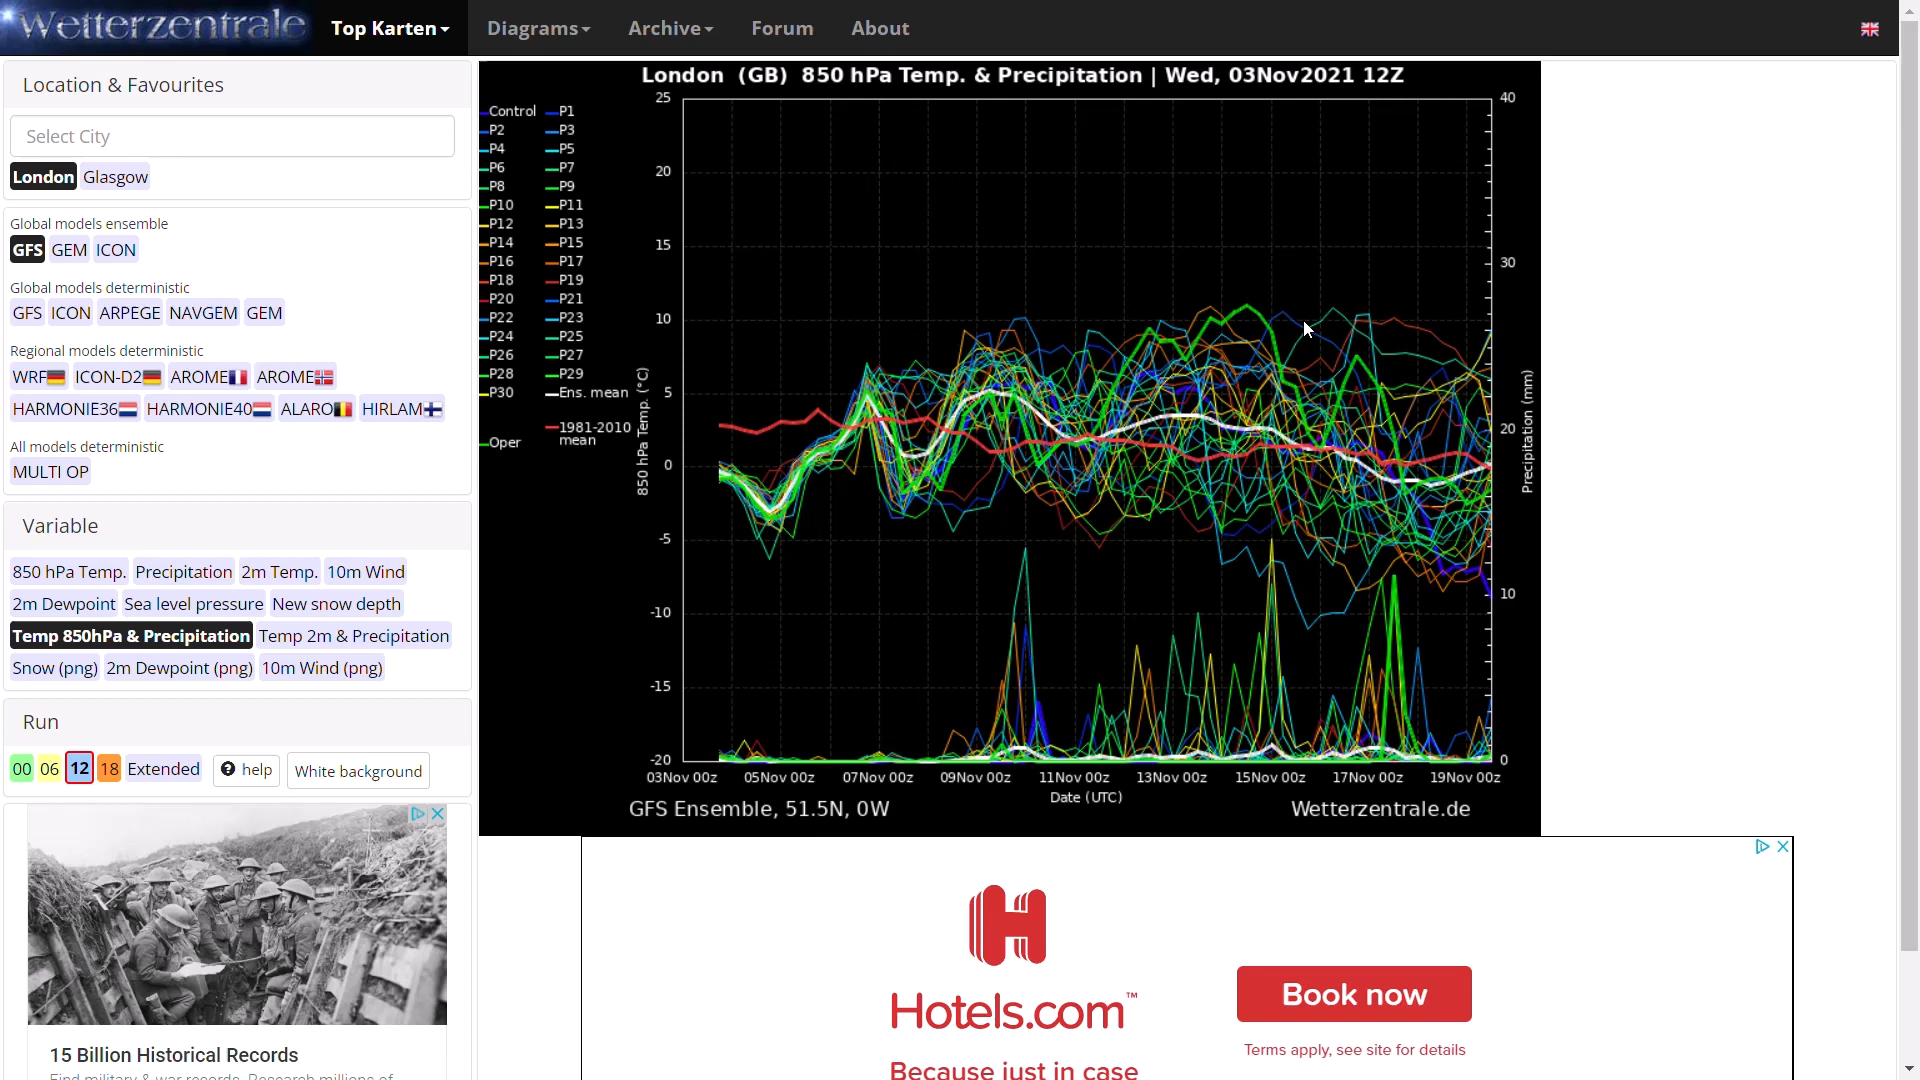 Wetterzentrale
Top Karten
Diagrams
Archive
Forum
About
Location & Favourites
Select City
London Glasgow
Global models ensemble
GFS GEM ICON
Global models deterministic
GFS ICON ARPEGE NAVGEM GEM
Regional models deterministic
WRF ICON-D2 AROME AROME
HARMONIE36 HARMONIE40 ALARO HIRLAM
All models deterministic
MULTI OP
Variable
850 hPa Temp. Precipitation 2m Temp. 10m Wind
2m Dewpoint Sea level pressure New snow depth
Temp 850hPa & Precipitation Temp 2m & Precipitation
Snow (png) 2m Dewpoint (png) 10m Wind (png)
Run
00 06 12 18 Extended help White background
15 Billion Historical Records
Find military & war records. Research millions of
London (GB) 850 hPa Temp. & Precipitation | Wed, 03Nov2021 12Z
Control P1
P2 P3
P4 P5
P6 P7
P8 P9
P10 P11
P12 P13
P14 P15
P16 P17
P18 P19
P20 P21
P22 P23
P24 P25
P26 P27
P28 P29
P30 Ens. mean
1981-2010
mean
Oper
850 hPa Temp. (°C)
25
20
15
10
5
0
-5
-10
-15
-20
40
30
20
10
0
Precipitation (mm)
03Nov 00z 05Nov 00z 07Nov 00z 09Nov 00z 11Nov 00z 13Nov 00z 15Nov 00z 17Nov 00z 19Nov 00z
Date (UTC)
GFS Ensemble, 51.5N, 0W
Wetterzentrale.de
H
Hotels.com™
Because just in case
Book now
Terms apply, see site for details